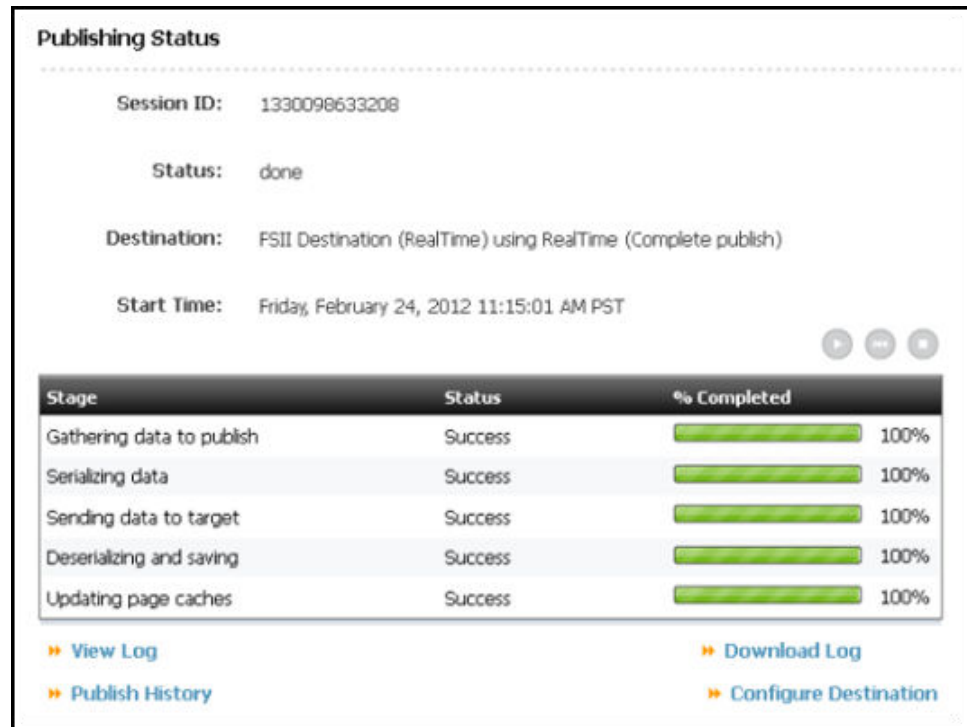 Publishing Status
Session ID: 1330098633208
Status: done
Destination: FSII Destination (RealTime) using RealTime (Complete publish)
Start Time: Friday, February 24, 2012 11:15:01 AM PST
Stage Status % Completed
Gathering data to publish Success 100%
Serializing data Success 100%
Sending data to target Success 100%
Deserializing and saving Success 100%
Updating page caches Success 100%
View Log Download Log
Publish History Configure Destination